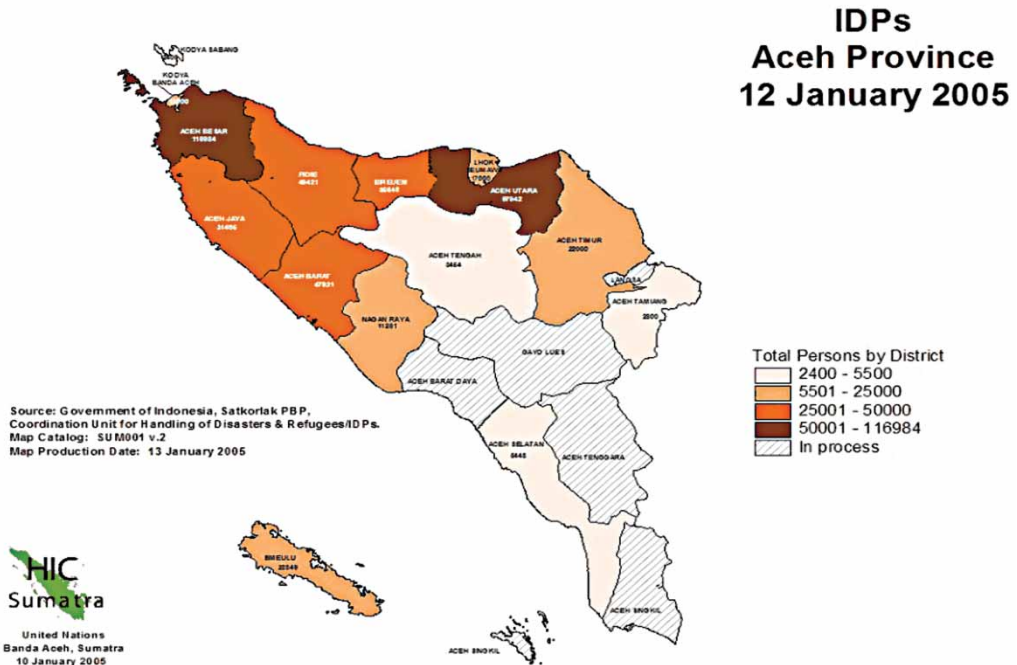 IDPs
Aceh Province
12 January 2005
KODYA SABANG
KODYA
BANDA ACEH
ACEH BESAR
PIDIE
BIREUEN
LHOK
ACEH UTARA
ACEH JAYA
ACEH TENGAH
ACEH TIMUR
22000
ACEH BARAT
LANGSA
ACEH TAMIANG
NAGAN RAYA
GAYO LUES
ACEH BARAT DAYA
Total Persons by District
2400 - 5500
5501 - 25000
25001 - 50000
50001 - 116984
In process
Source: Government of Indonesia, Satkorlak PBP,
Coordination Unit for Handling of Disasters & Refugees/IDPs.
Map Catalog: SUM001 v.2
Map Production Date: 13 January 2005
ACEH SELATAN
ACEH TENGGARA
ACEH SINGKIL
ACEH SINGKIL
HIC
Sumatra
United Nations
Banda Aceh, Sumatra
10 January 2005